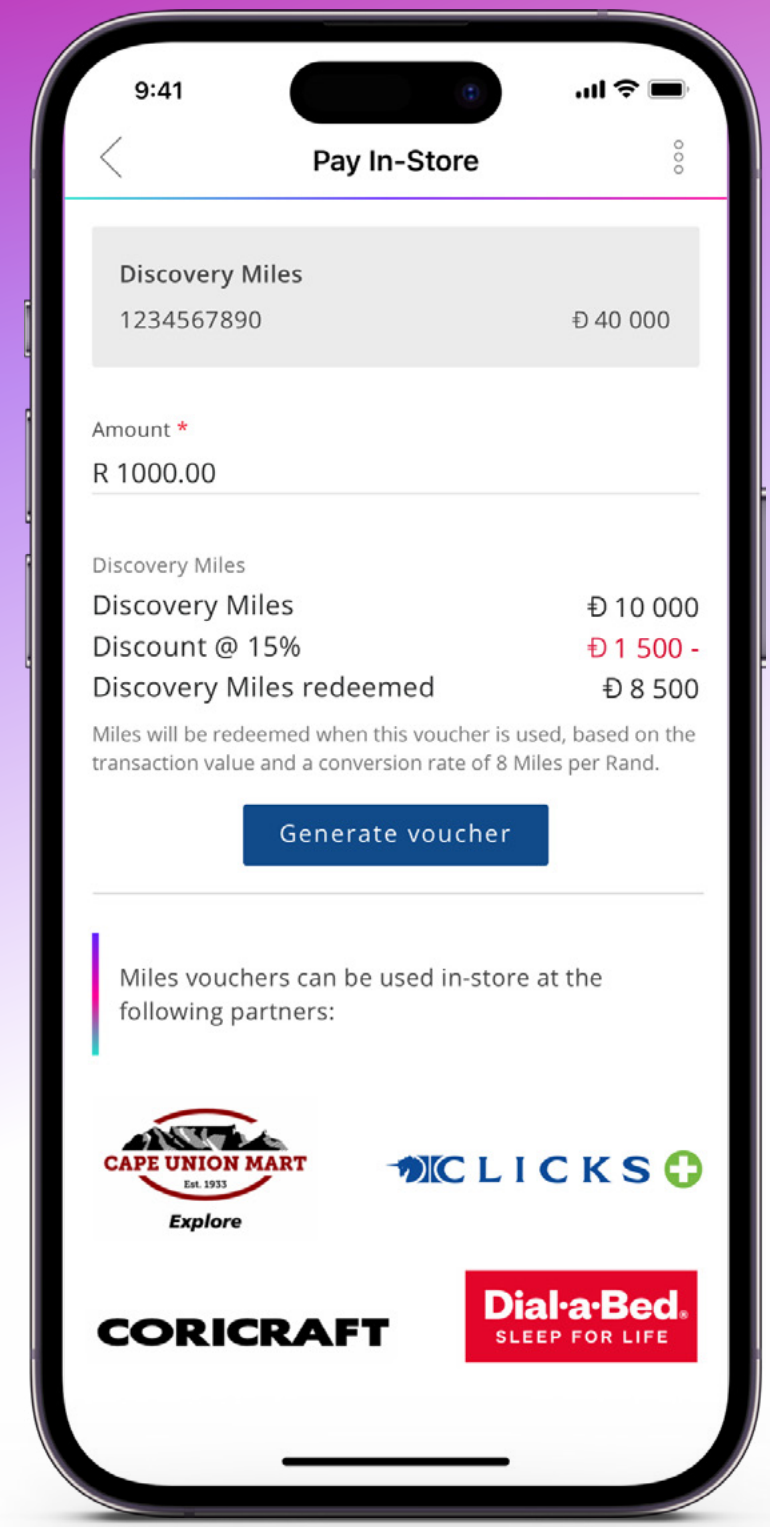 9:41
Pay In-Store
Discovery Miles
1234567890 Đ 40 000
Amount *
R 1000.00
Discovery Miles
Discovery Miles Đ 10 000
Discount @ 15% Đ 1 500 -
Discovery Miles redeemed Đ 8 500
Miles will be redeemed when this voucher is used, based on the
transaction value and a conversion rate of 8 Miles per Rand.
Generate voucher
Miles vouchers can be used in-store at the
following partners:
CAPE UNION MART
Est. 1933
Explore
CLICKS
CORICRAFT
Dial·a·Bed®
SLEEP FOR LIFE